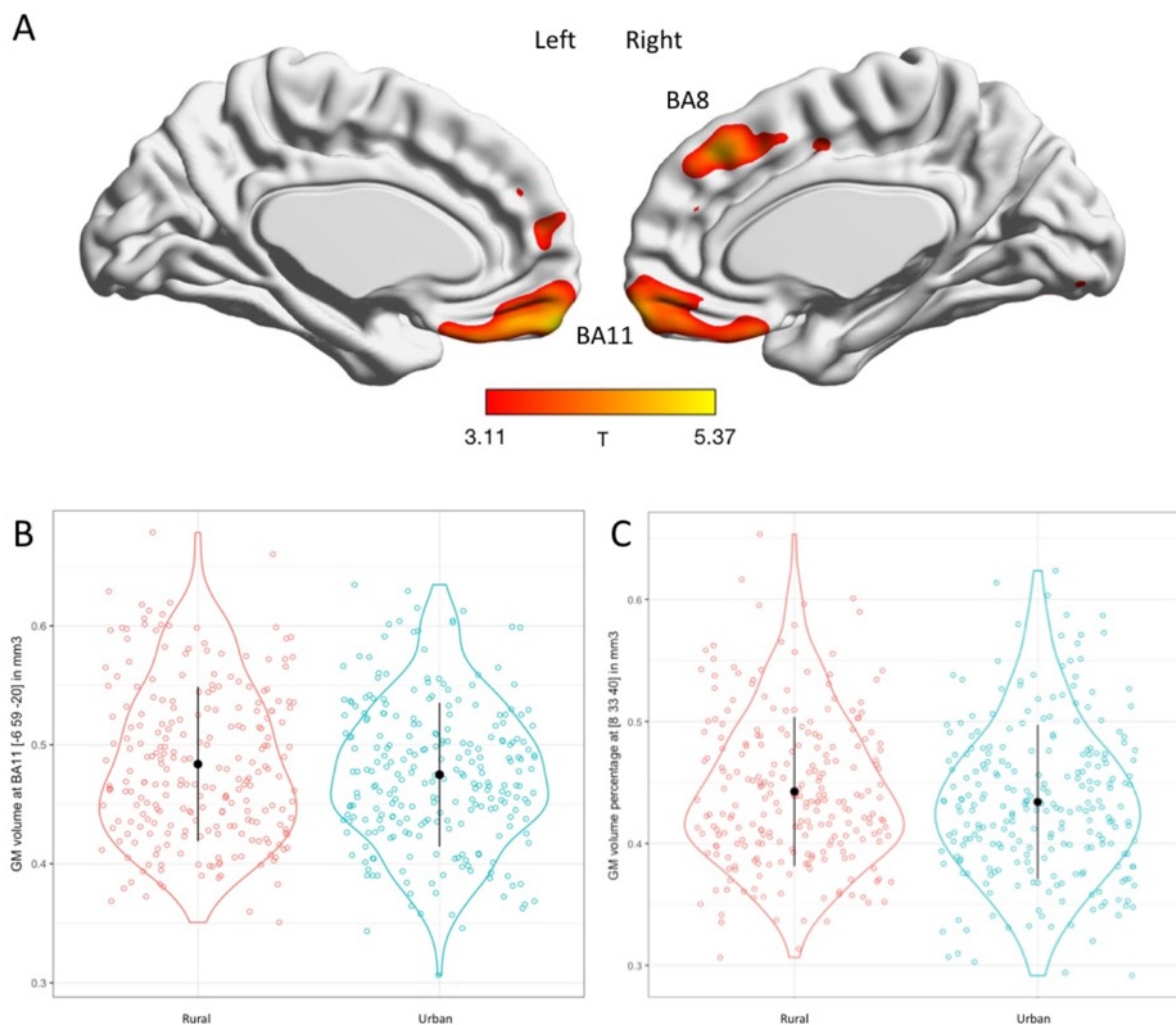 A
Left Right
BA8
BA11
3.11 T 5.37
B
GM volume at BA11 [-6 59 -20] in mm3
0.6
0.5
0.4
0.3
Rural Urban
C
GM volume percentage at [8 33 40] in mm3
0.6
0.5
0.4
0.3
Rural Urban